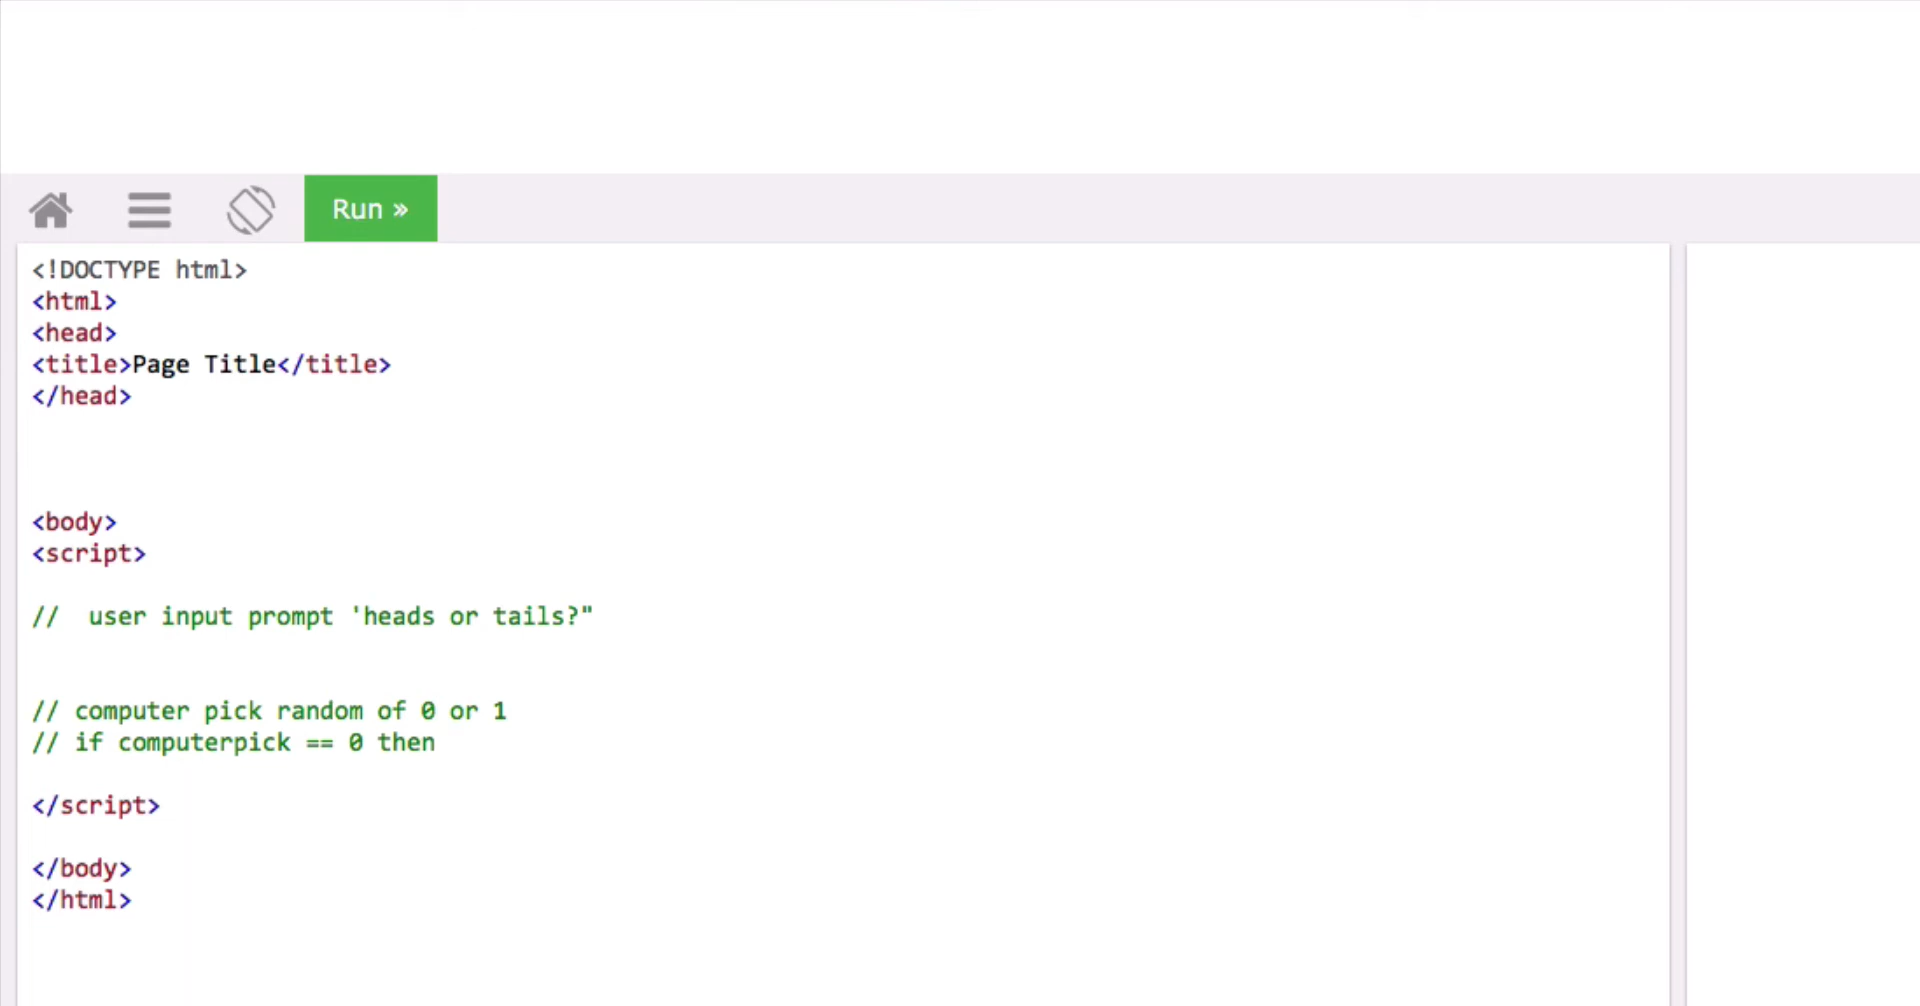 Run »
<!DOCTYPE html>
<html>
<head>
<title>Page Title</title>
</head>
<body>
<script>
//  user input prompt 'heads or tails?"
// computer pick random of 0 or 1
// if computerpick == 0 then
</script>
</body>
</html>